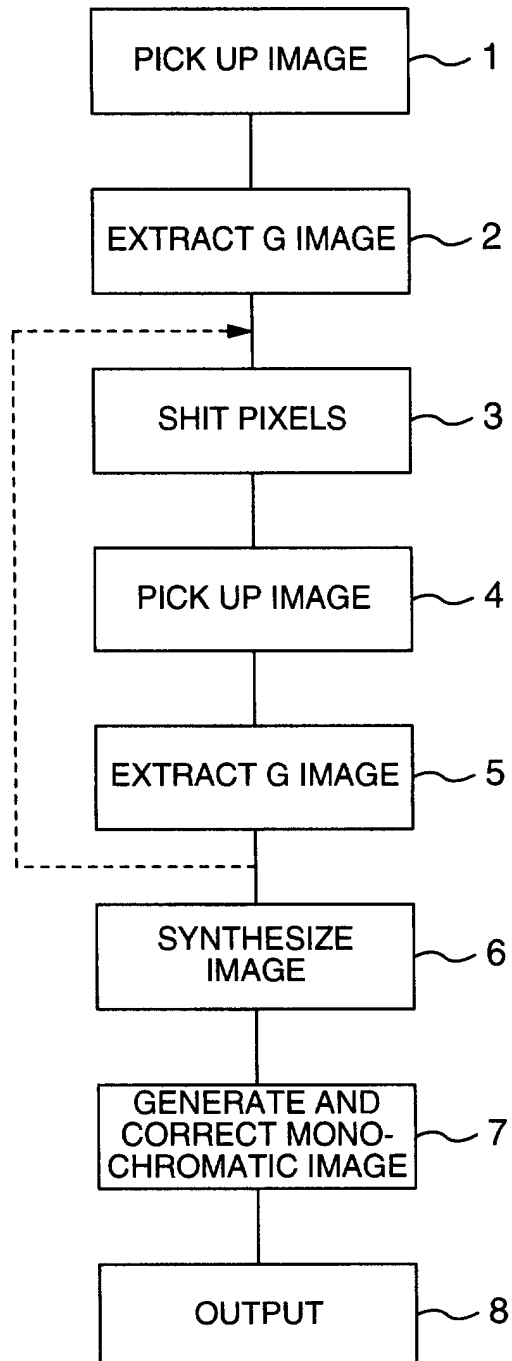 PICK UP IMAGE
1
EXTRACT G IMAGE
2
SHIT PIXELS
3
PICK UP IMAGE
4
EXTRACT G IMAGE
5
SYNTHESIZE
IMAGE
6
GENERATE AND
CORRECT MONO-
CHROMATIC IMAGE
7
OUTPUT
8